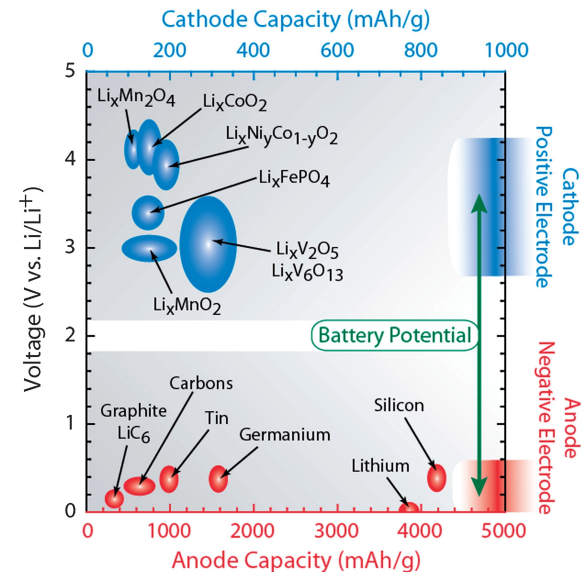 Cathode Capacity (mAh/g)
0 200 400 600 800 1000
5
4
3
2
1
0
Voltage (V vs. Li/Li⁺)
LiₓMn₂O₄
LiₓCoO₂
LiₓNiᵧCo₁₋ᵧO₂
LiₓFePO₄
LiₓV₂O₅
LiₓV₆O₁₃
LiₓMnO₂
Cathode
Positive Electrode
Battery Potential
Carbons
Graphite
LiC₆
Tin
Germanium
Silicon
Lithium
Anode
Negative Electrode
0 1000 2000 3000 4000 5000
Anode Capacity (mAh/g)